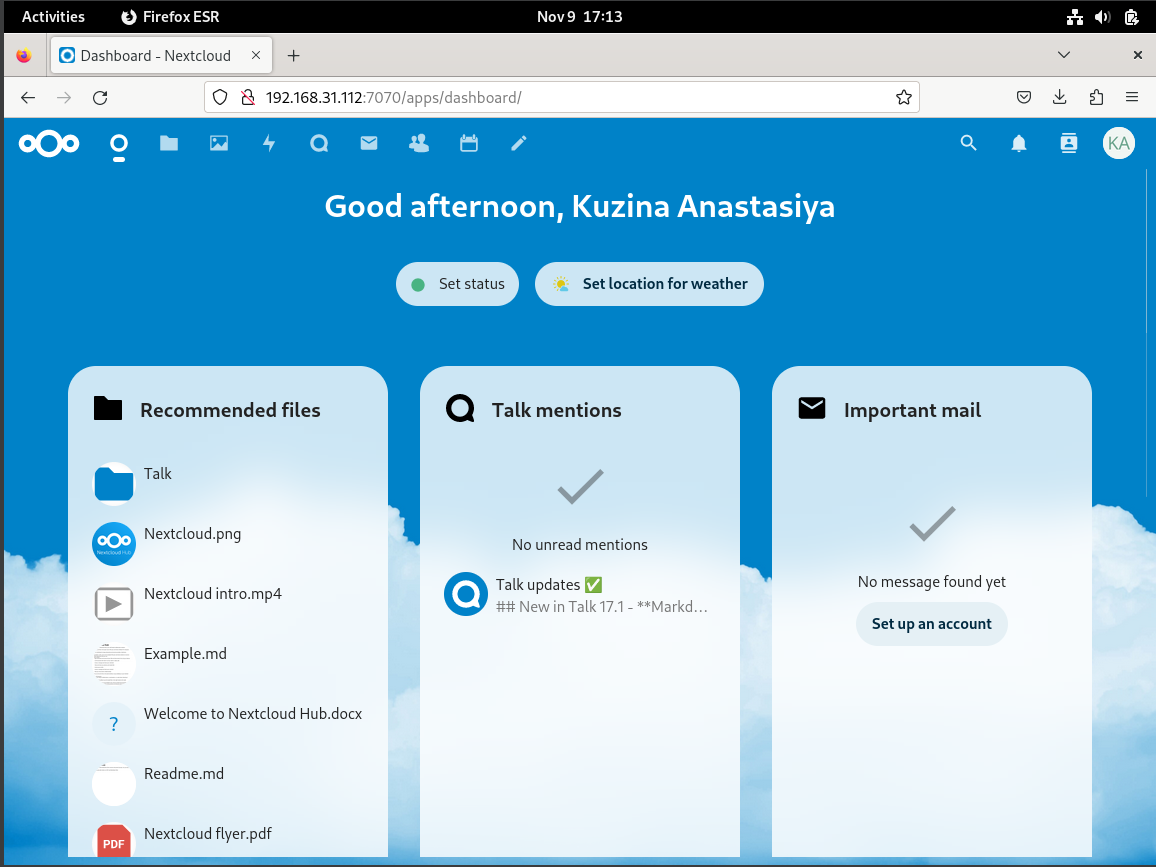 Activities Firefox ESR Nov 9 17:13
Dashboard - Nextcloud
192.168.31.112:7070/apps/dashboard/
KA
Good afternoon, Kuzina Anastasiya
Set status
Set location for weather
Recommended files
Talk
Nextcloud.png
Nextcloud Hub
Nextcloud intro.mp4
Example.md
?
Welcome to Nextcloud Hub.docx
Readme.md
PDF
Nextcloud flyer.pdf
Talk mentions
No unread mentions
Talk updates ✅
## New in Talk 17.1 - **Markd…
Important mail
No message found yet
Set up an account